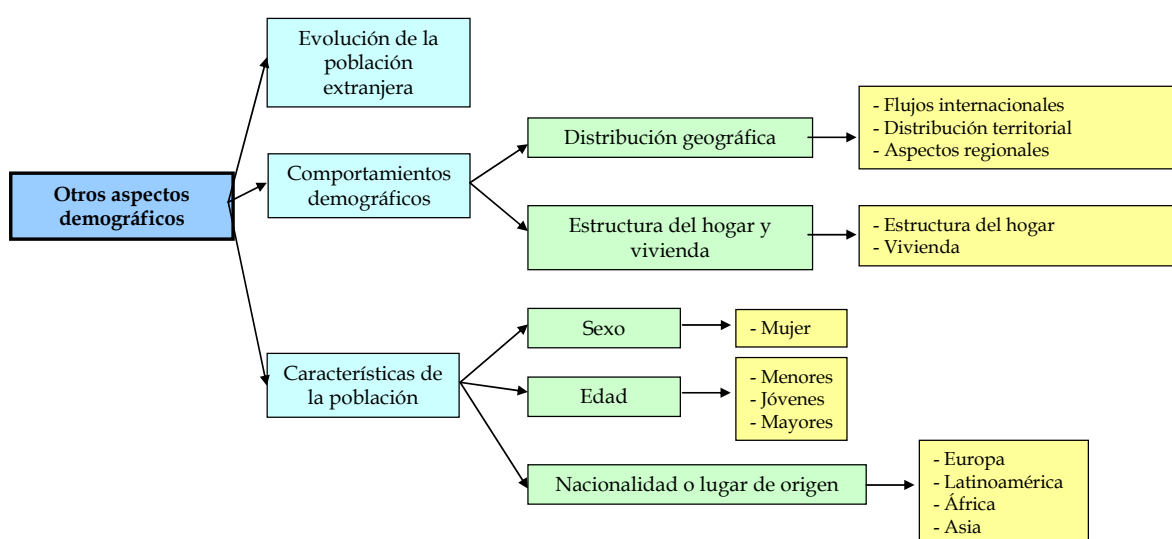 Otros aspectos
demográficos
Evolución de la
población
extranjera
Comportamientos
demográficos
Distribución geográfica
- Flujos internacionales
- Distribución territorial
- Aspectos regionales
Estructura del hogar y
vivienda
- Estructura del hogar
- Vivienda
Características de
la población
Sexo
- Mujer
Edad
- Menores
- Jóvenes
- Mayores
Nacionalidad o lugar de origen
- Europa
- Latinoamérica
- África
- Asia